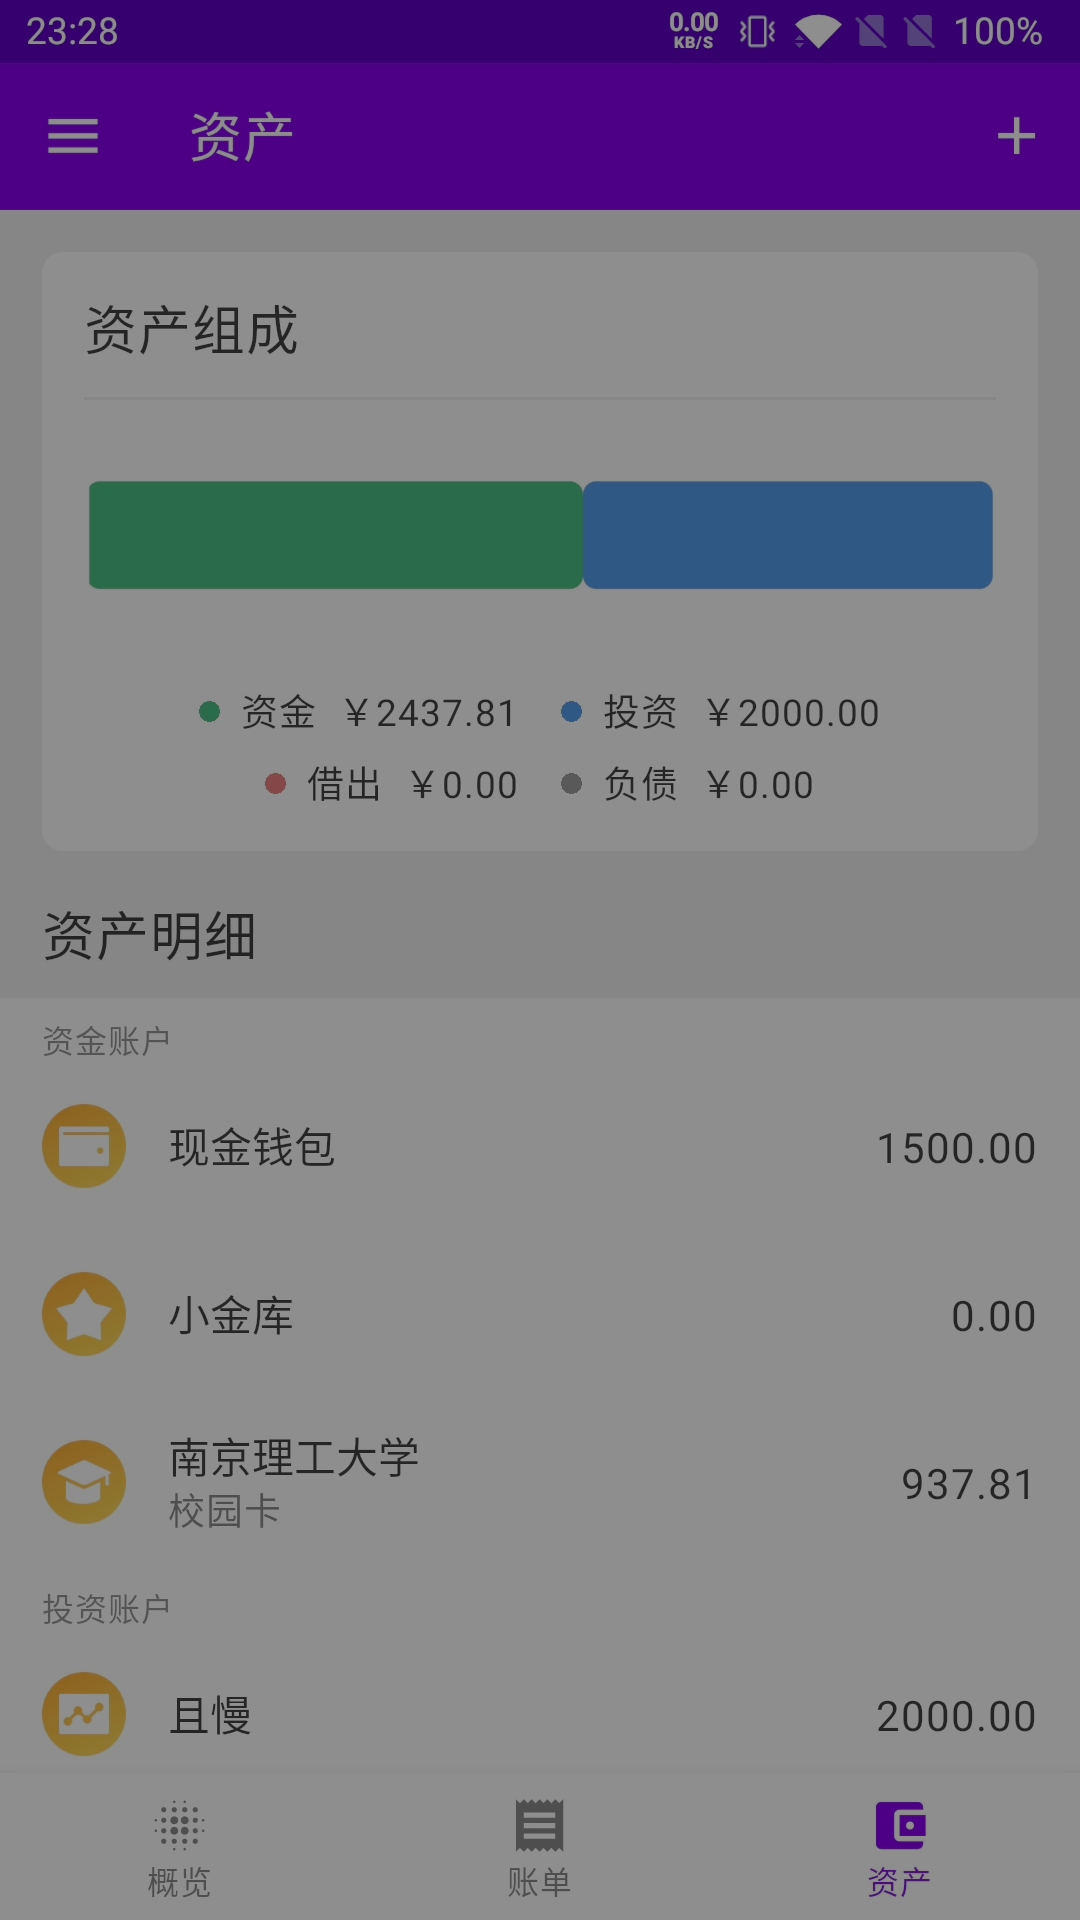 23:28 0.00 KB/S 100%
资产
资产组成
资金 ￥2437.81 投资 ￥2000.00
借出 ￥0.00 负债 ￥0.00
资产明细
资金账户
现金钱包 1500.00
小金库 0.00
南京理工大学
校园卡 937.81
投资账户
且慢 2000.00
概览 账单 资产